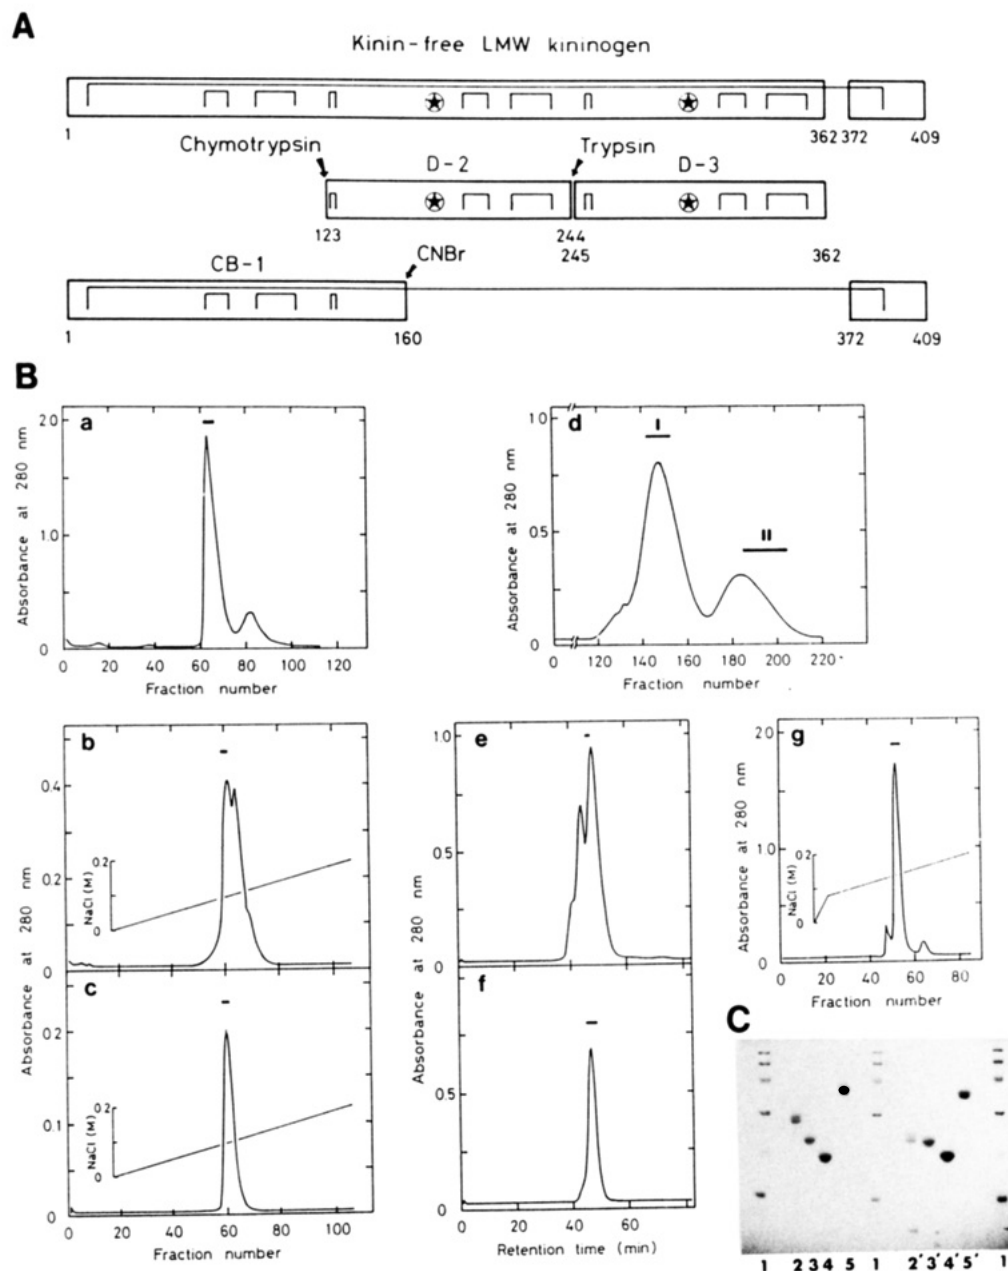 A
Kinin-free LMW kininogen
1 362 372 409
Chymotrypsin Trypsin
D-2 D-3
123 244 245 362
CB-1 CNBr
1 160 372 409
B
a
Absorbance at 280 nm
2.0
1.0
0
0 20 40 60 80 100 120
Fraction number
d
I
II
Absorbance at 280 nm
1.0
0.5
0
0 120 140 160 180 200 220
Fraction number
b
0.4
0.2
0
NaCl (M)
0.2
0
c
Absorbance at 280 nm
0.2
0.1
0
NaCl (M)
0.2
0
0 20 40 60 80 100
Fraction number
e
1.0
0.5
0
Absorbance at 280 nm
f
0.5
0
0 20 40 60
Retention time (min)
g
Absorbance at 280 nm
2.0
1.0
0
NaCl (M)
0.2
0
0 20 40 60 80
Fraction number
C
1 2 3 4 5 1 2' 3' 4' 5' 1